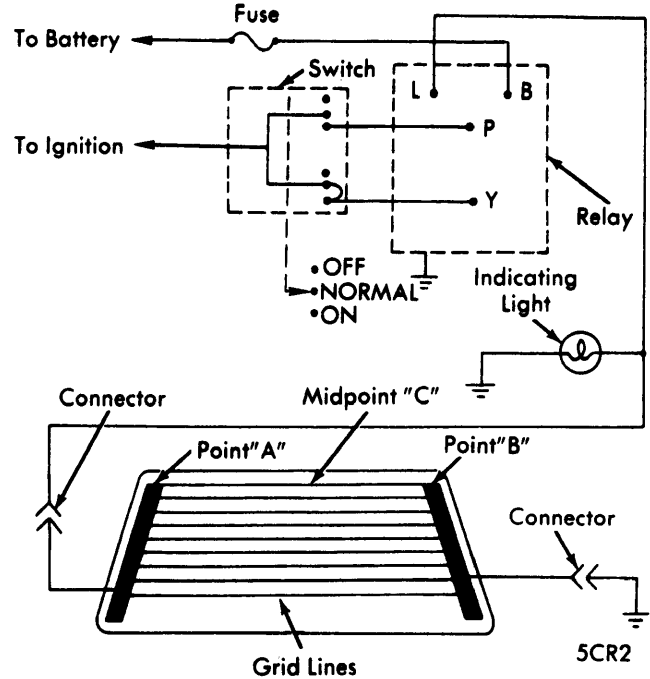 Fuse
To Battery
Switch
L
B
P
To Ignition
Y
Relay
•OFF
•NORMAL
•ON
Indicating
Light
Connector
Midpoint "C"
Point"A"
Point"B"
Connector
5CR2
Grid Lines